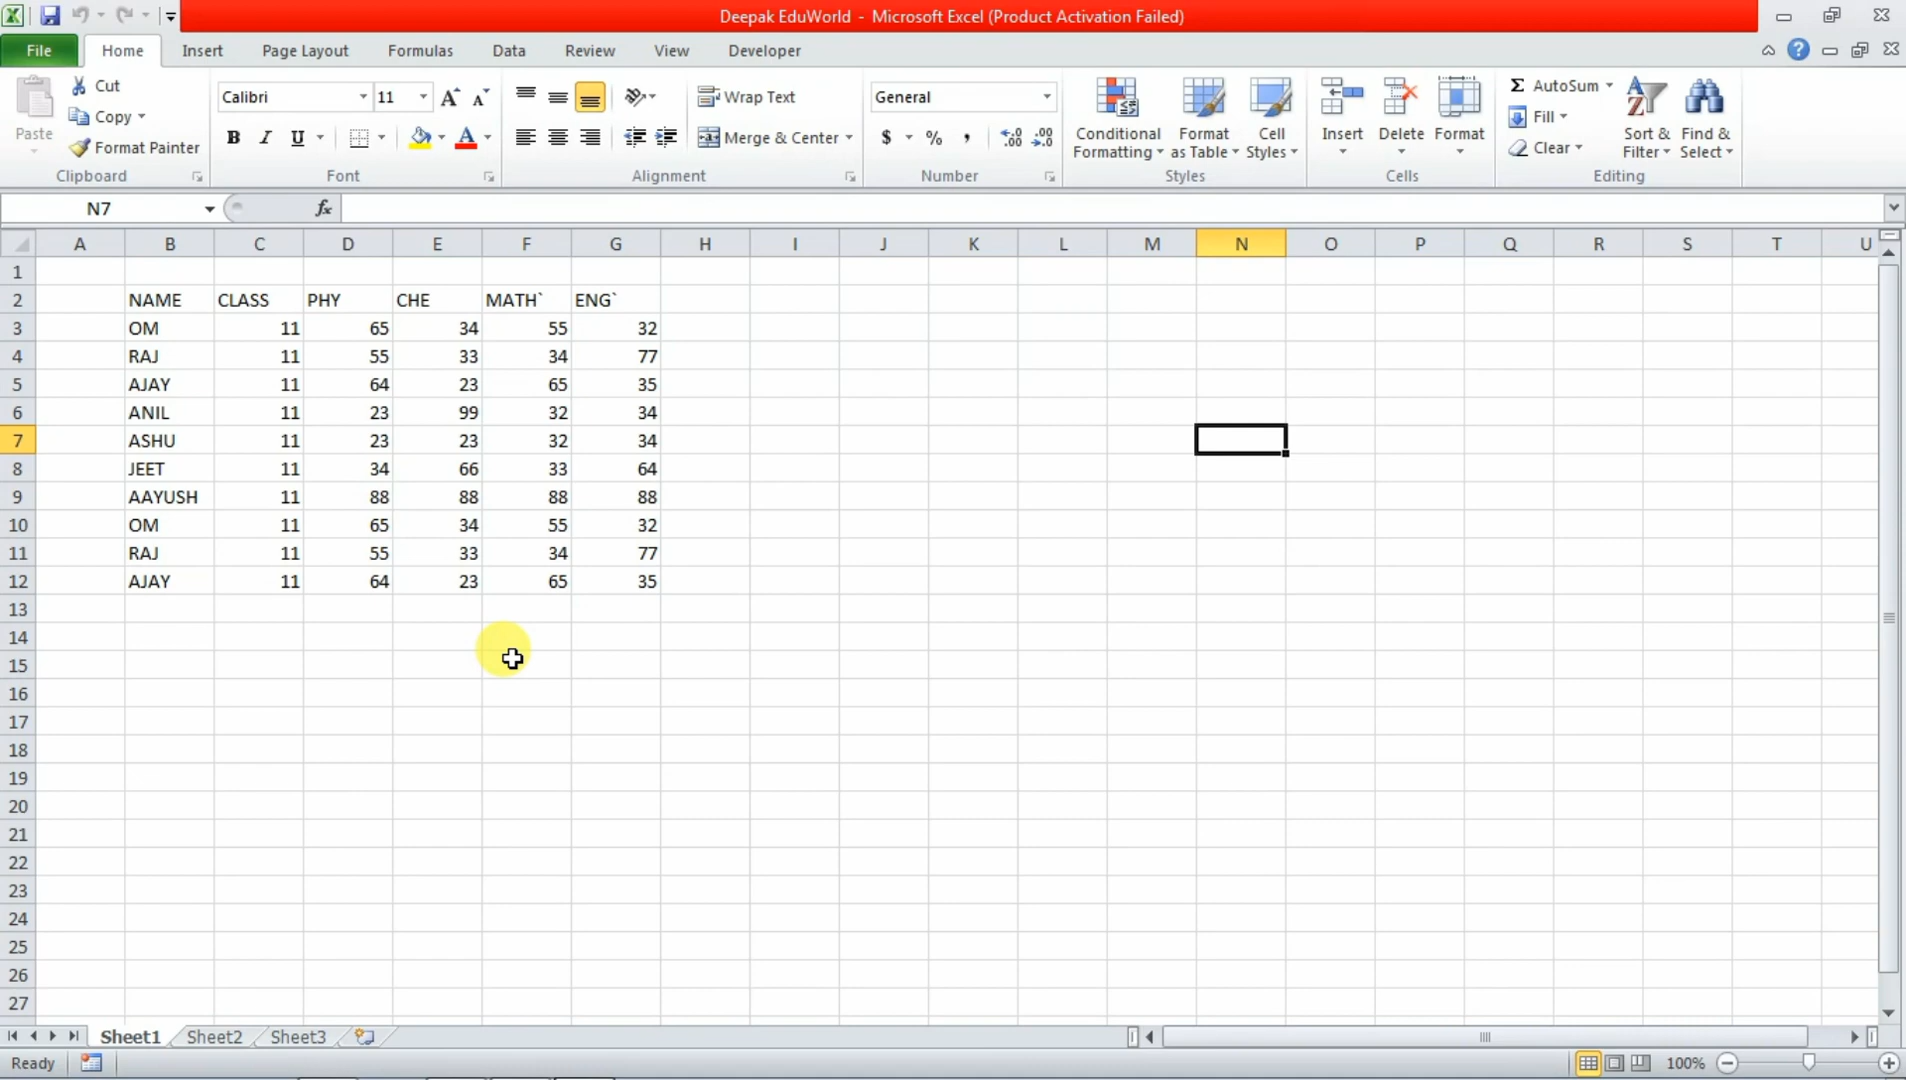 Deepak EduWorld - Microsoft Excel (Product Activation Failed)
File Home Insert Page Layout Formulas Data Review View Developer
Paste
Cut
Copy
Format Painter
Clipboard
Calibri 11
B I U A
Font
Wrap Text
Merge & Center
Alignment
General
$ % ,
Number
Conditional Formatting
Format as Table
Cell Styles
Styles
Insert Delete Format
Cells
Σ AutoSum
Fill
Clear
Sort & Filter
Find & Select
Editing
N7 fx
A B C D E F G H I J K L M N O P Q R S T U
1
2 NAME CLASS PHY CHE MATH` ENG`
3 OM 11 65 34 55 32
4 RAJ 11 55 33 34 77
5 AJAY 11 64 23 65 35
6 ANIL 11 23 99 32 34
7 ASHU 11 23 23 32 34
8 JEET 11 34 66 33 64
9 AAYUSH 11 88 88 88 88
10 OM 11 65 34 55 32
11 RAJ 11 55 33 34 77
12 AJAY 11 64 23 65 35
13
14
15
16
17
18
19
20
21
22
23
24
25
26
27
Sheet1 Sheet2 Sheet3
Ready 100%